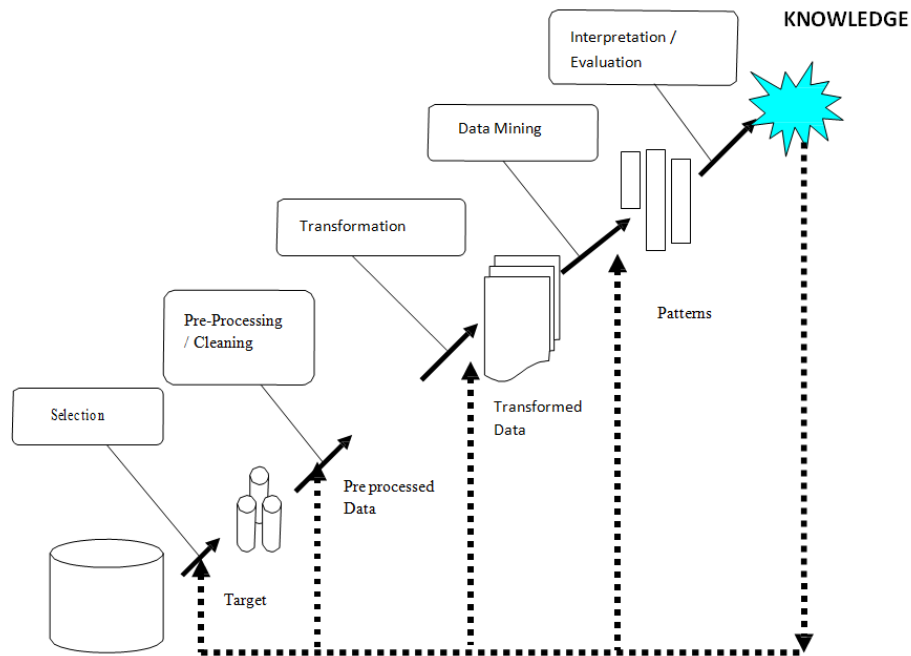 KNOWLEDGE
Interpretation /
Evaluation
Data Mining
Transformation
Patterns
Pre-Processing
/ Cleaning
Transformed
Data
Selection
Pre processed
Data
Target